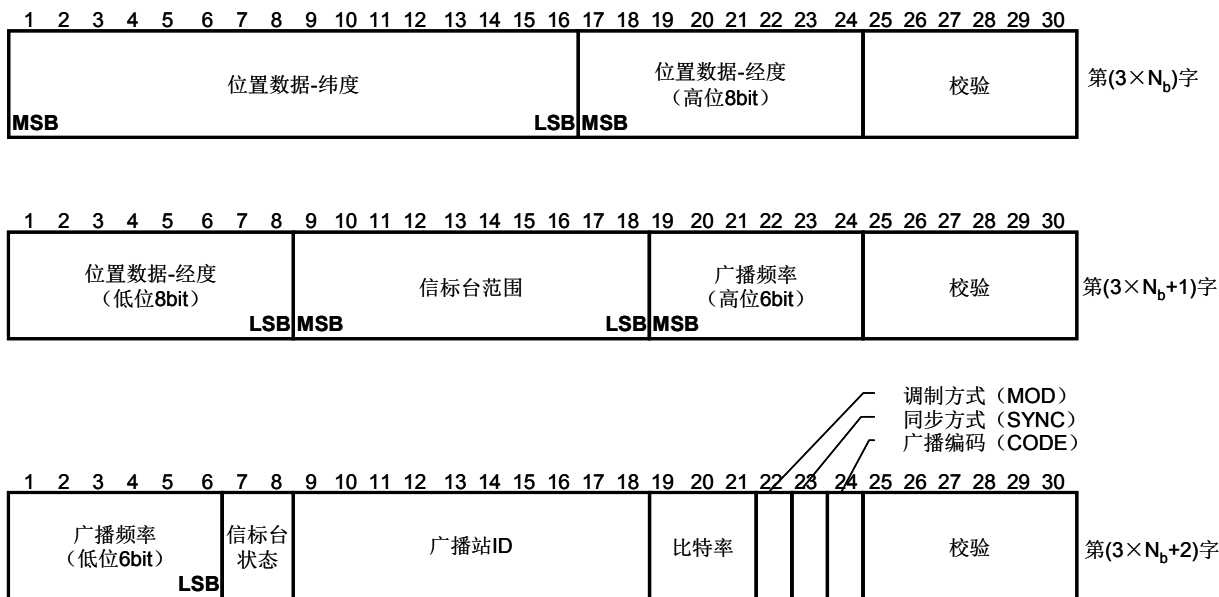 1 2 3 4 5 6 7 8 9 10 11 12 13 14 15 16 17 18 19 20 21 22 23 24 25 26 27 28 29 30
位置数据-纬度
MSB
LSB
位置数据-经度
（高位8bit）
MSB
校验
第(3×Nb)字
1 2 3 4 5 6 7 8 9 10 11 12 13 14 15 16 17 18 19 20 21 22 23 24 25 26 27 28 29 30
位置数据-经度
（低位8bit）
LSB
信标台范围
MSB
LSB
广播频率
（高位6bit）
MSB
校验
第(3×Nb+1)字
调制方式（MOD）
同步方式（SYNC）
广播编码（CODE）
1 2 3 4 5 6 7 8 9 10 11 12 13 14 15 16 17 18 19 20 21 22 23 24 25 26 27 28 29 30
广播频率
（低位6bit）
LSB
信标台
状态
广播站ID
比特率
校验
第(3×Nb+2)字